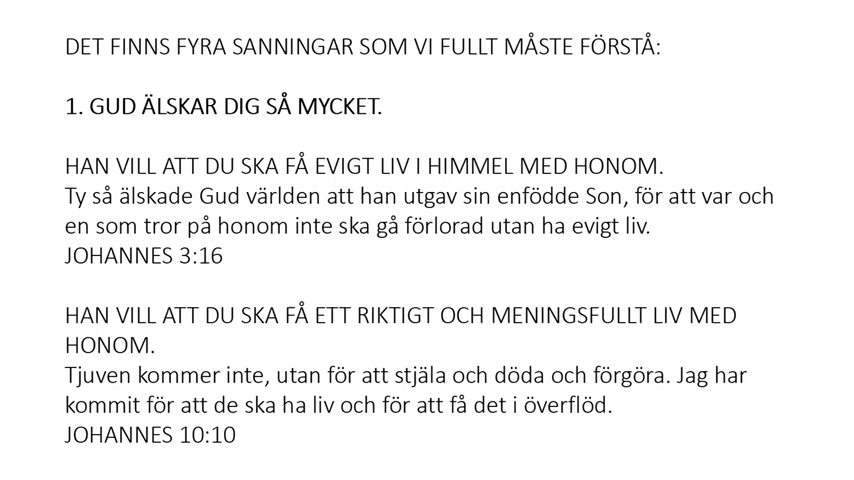 DET FINNS FYRA SANNINGAR SOM VI FULLT MÅSTE FÖRSTÅ:
1. GUD ÄLSKAR DIG SÅ MYCKET.
HAN VILL ATT DU SKA FÅ EVIGT LIV I HIMMEL MED HONOM.
Ty så älskade Gud världen att han utgav sin enfödde Son, för att var och
en som tror på honom inte ska gå förlorad utan ha evigt liv.
JOHANNES 3:16
HAN VILL ATT DU SKA FÅ ETT RIKTIGT OCH MENINGSFULLT LIV MED
HONOM.
Tjuven kommer inte, utan för att stjäla och döda och förgöra. Jag har
kommit för att de ska ha liv och för att få det i överflöd.
JOHANNES 10:10